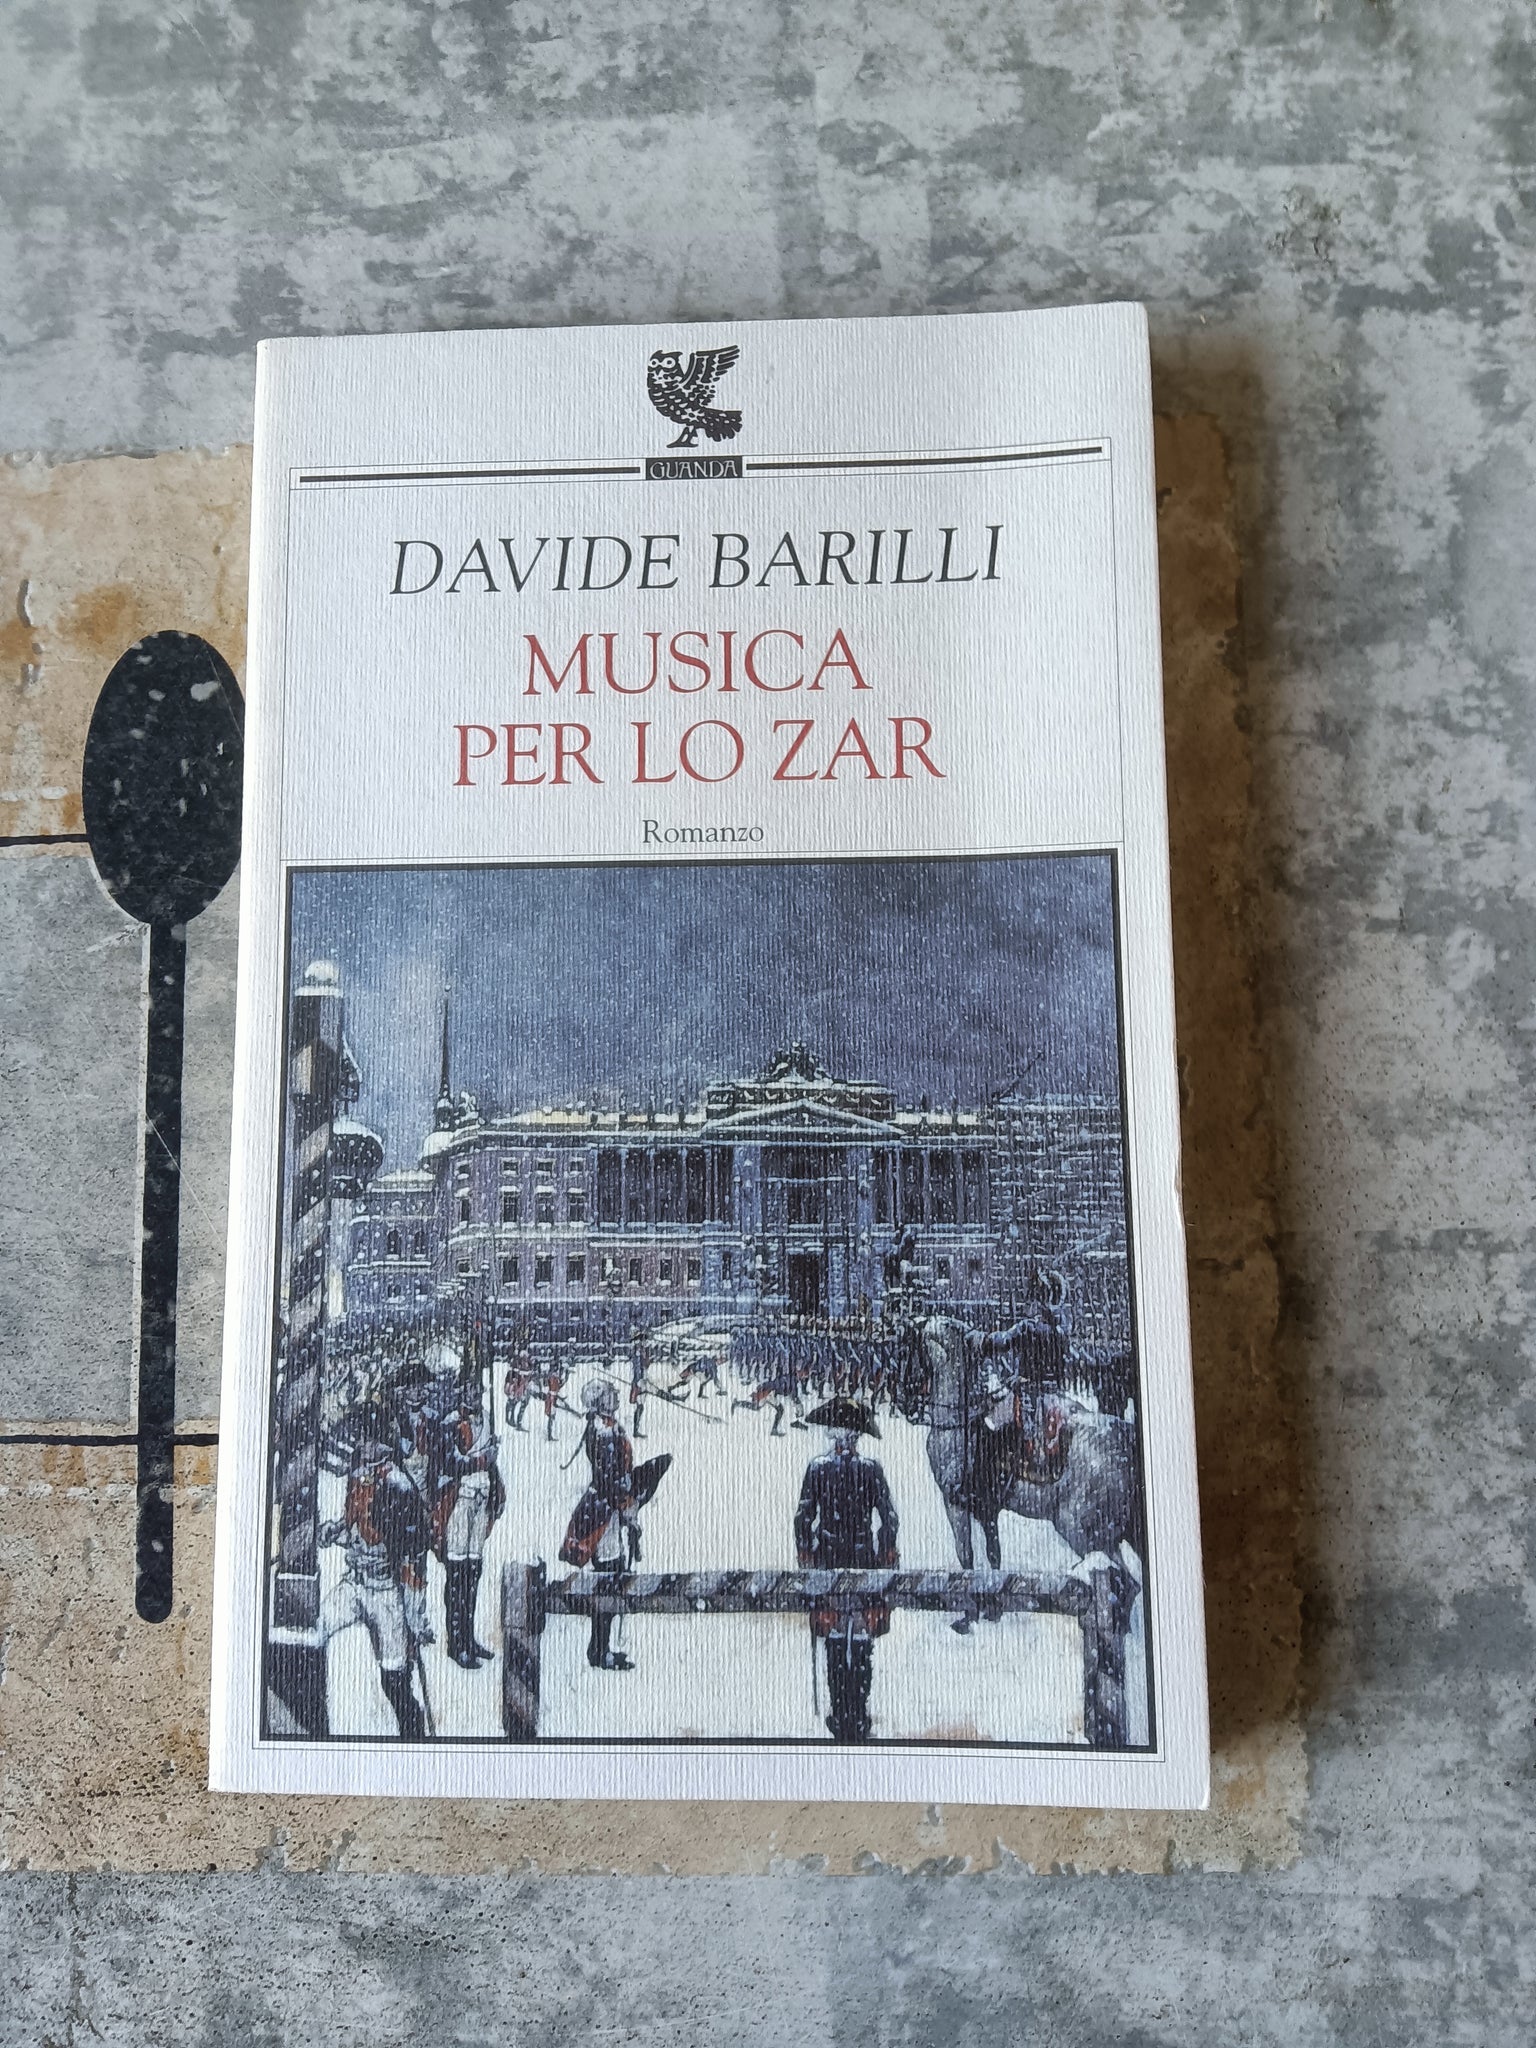 GUANDA
DAVIDE BARILLI
MUSICA
PER LO ZAR
Romanzo